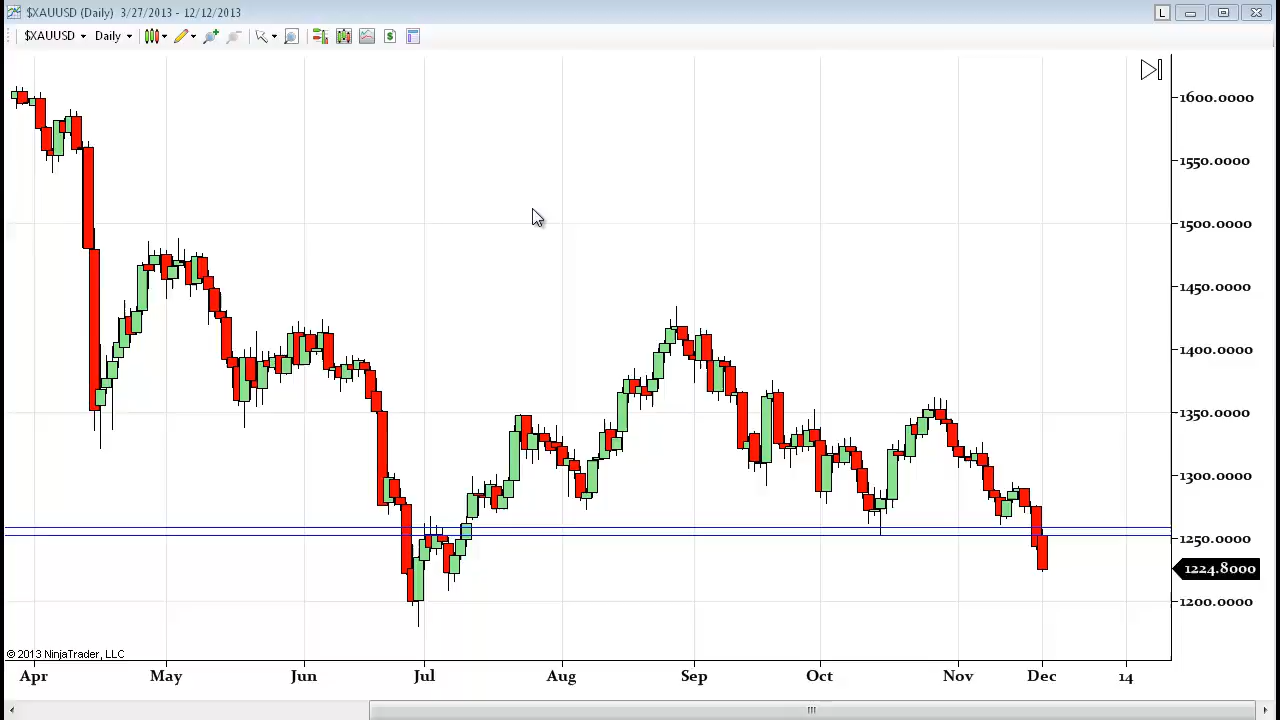 $XAUUSD (Daily) 3/27/2013 - 12/12/2013
L
$XAUUSD Daily
$
1600.0000
1550.0000
1500.0000
1450.0000
1400.0000
1350.0000
1300.0000
1250.0000
1224.8000
1200.0000
© 2013 NinjaTrader, LLC
Apr May Jun Jul Aug Sep Oct Nov Dec 14